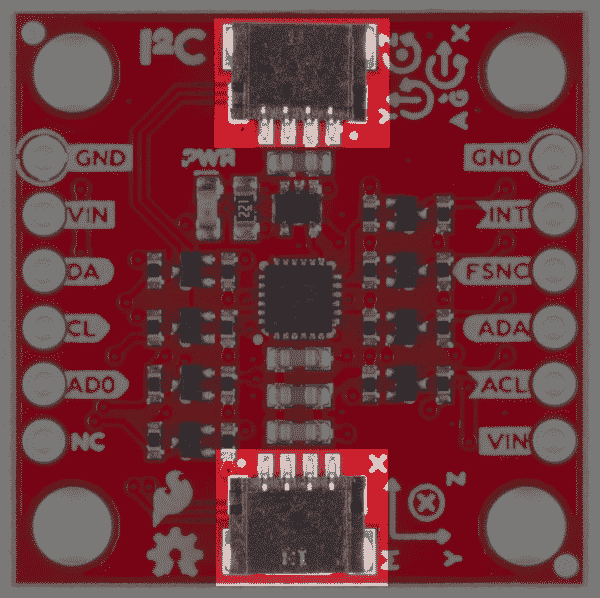 I²C
X
PWR
GND GND
VIN 221 INT
DA FSNC
CL ADA
AD0 ACL
NC VIN
X Z
Y